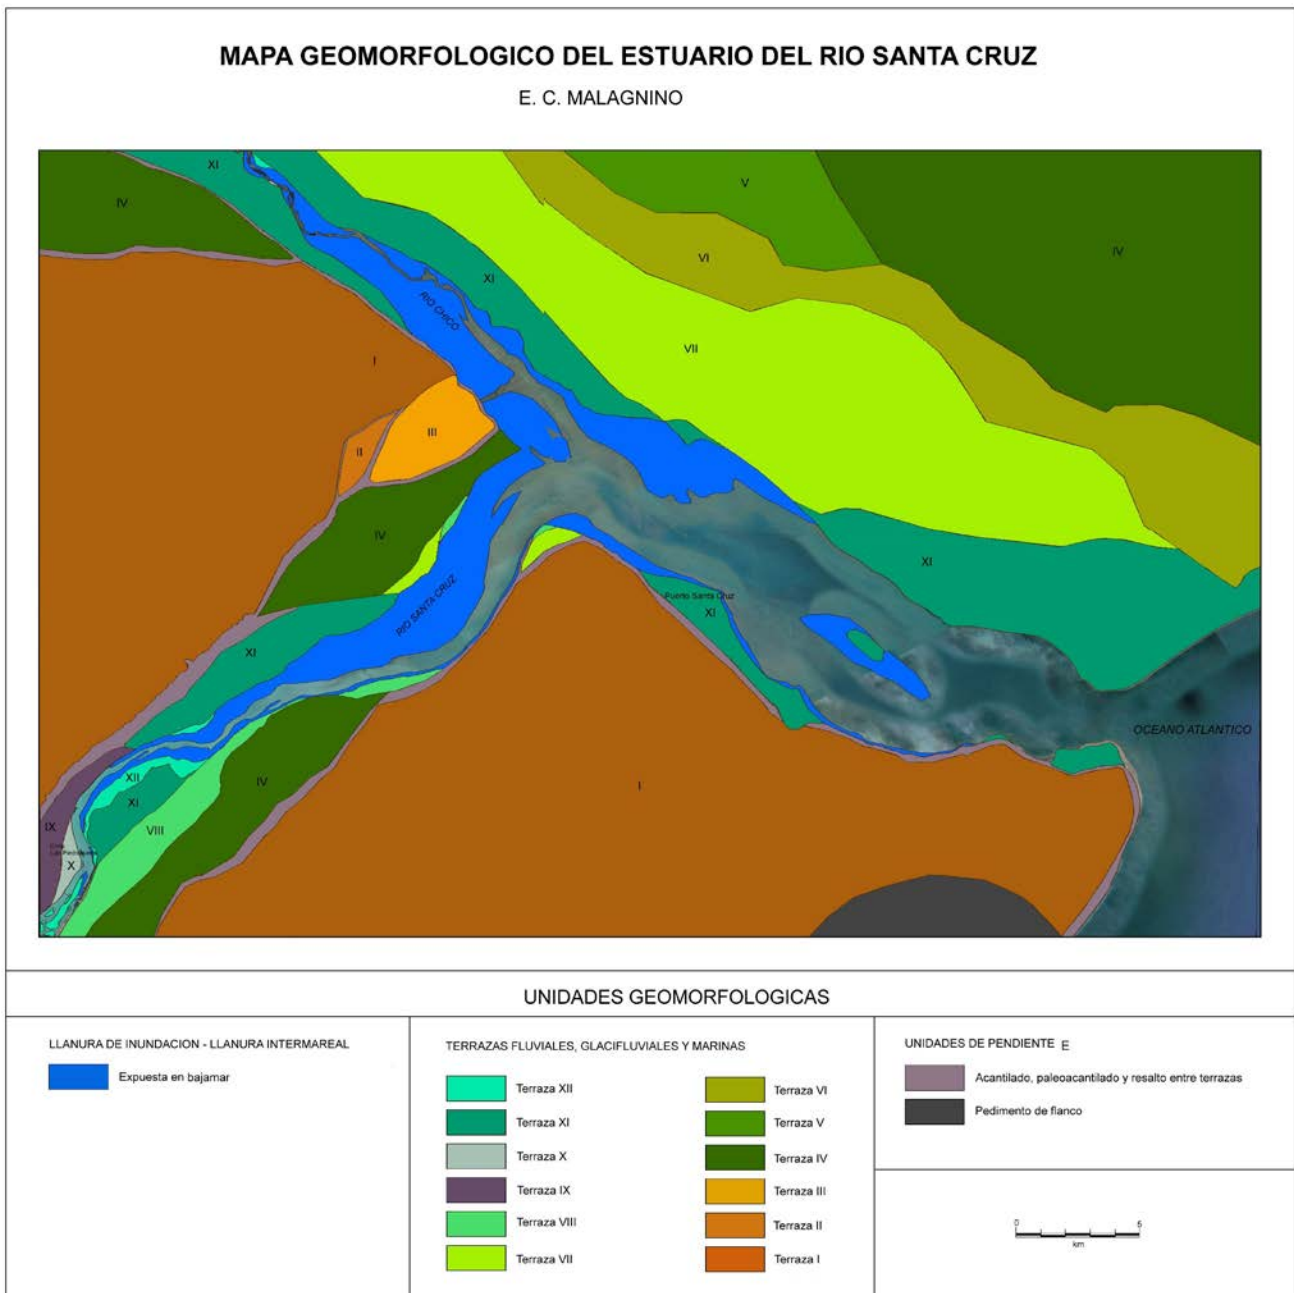 MAPA GEOMORFOLOGICO DEL ESTUARIO DEL RIO SANTA CRUZ
E. C. MALAGNINO
XI
V
IV
IV
VI
XI
RIO CHICO
VII
I
III
II
IV
XI
RIO SANTA CRUZ
Puerto Santa Cruz
XI
XI
OCEANO ATLANTICO
XII
IV
I
XI
IX
VIII
X
UNIDADES GEOMORFOLOGICAS
LLANURA DE INUNDACION - LLANURA INTERMAREAL
Expuesta en bajamar
TERRAZAS FLUVIALES, GLACIFLUVIALES Y MARINAS
Terraza XII
Terraza XI
Terraza X
Terraza IX
Terraza VIII
Terraza VII
Terraza VI
Terraza V
Terraza IV
Terraza III
Terraza II
Terraza I
UNIDADES DE PENDIENTE E
Acantilado, paleoacantilado y resalto entre terrazas
Pedimento de flanco
0 5
km